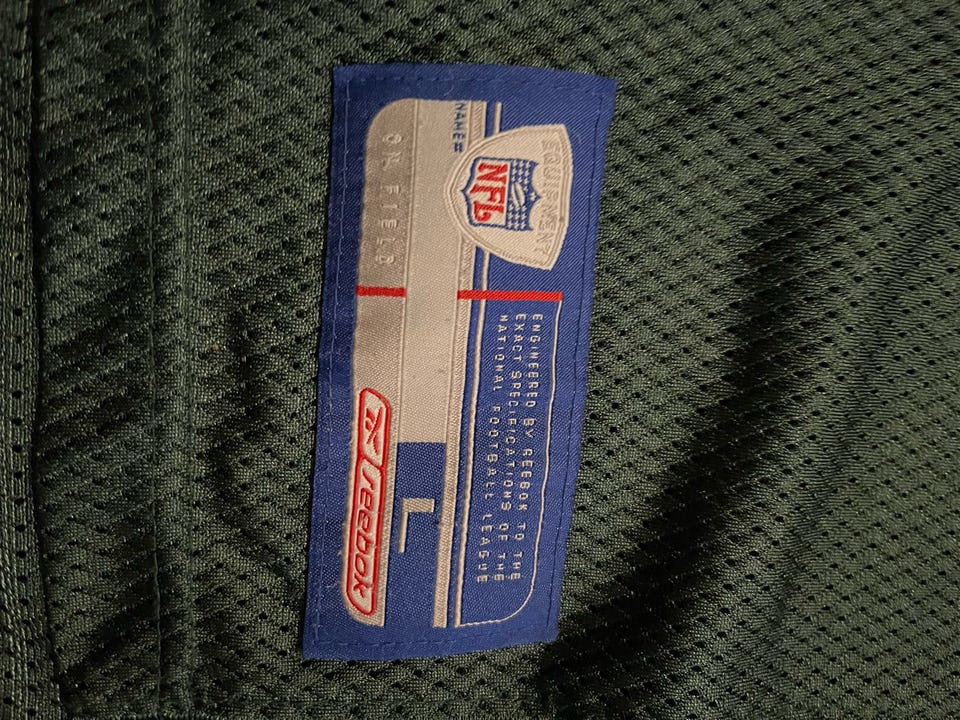 EQUIPMENT
NFL
ENGINEERED BY REEBOK TO THE
EXACT SPECIFICATIONS OF THE
NATIONAL FOOTBALL LEAGUE
NAME#
L
ON FIELD
Reebok